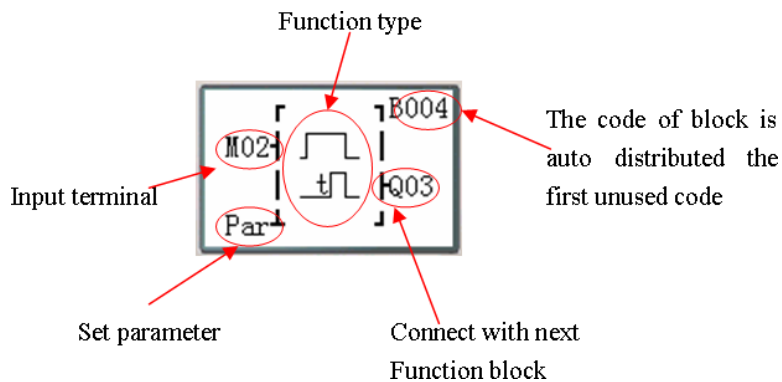 Function type
B004
M02
t
Q03
Par
The code of block is
auto distributed the
first unused code
Input terminal
Set parameter
Connect with next
Function block